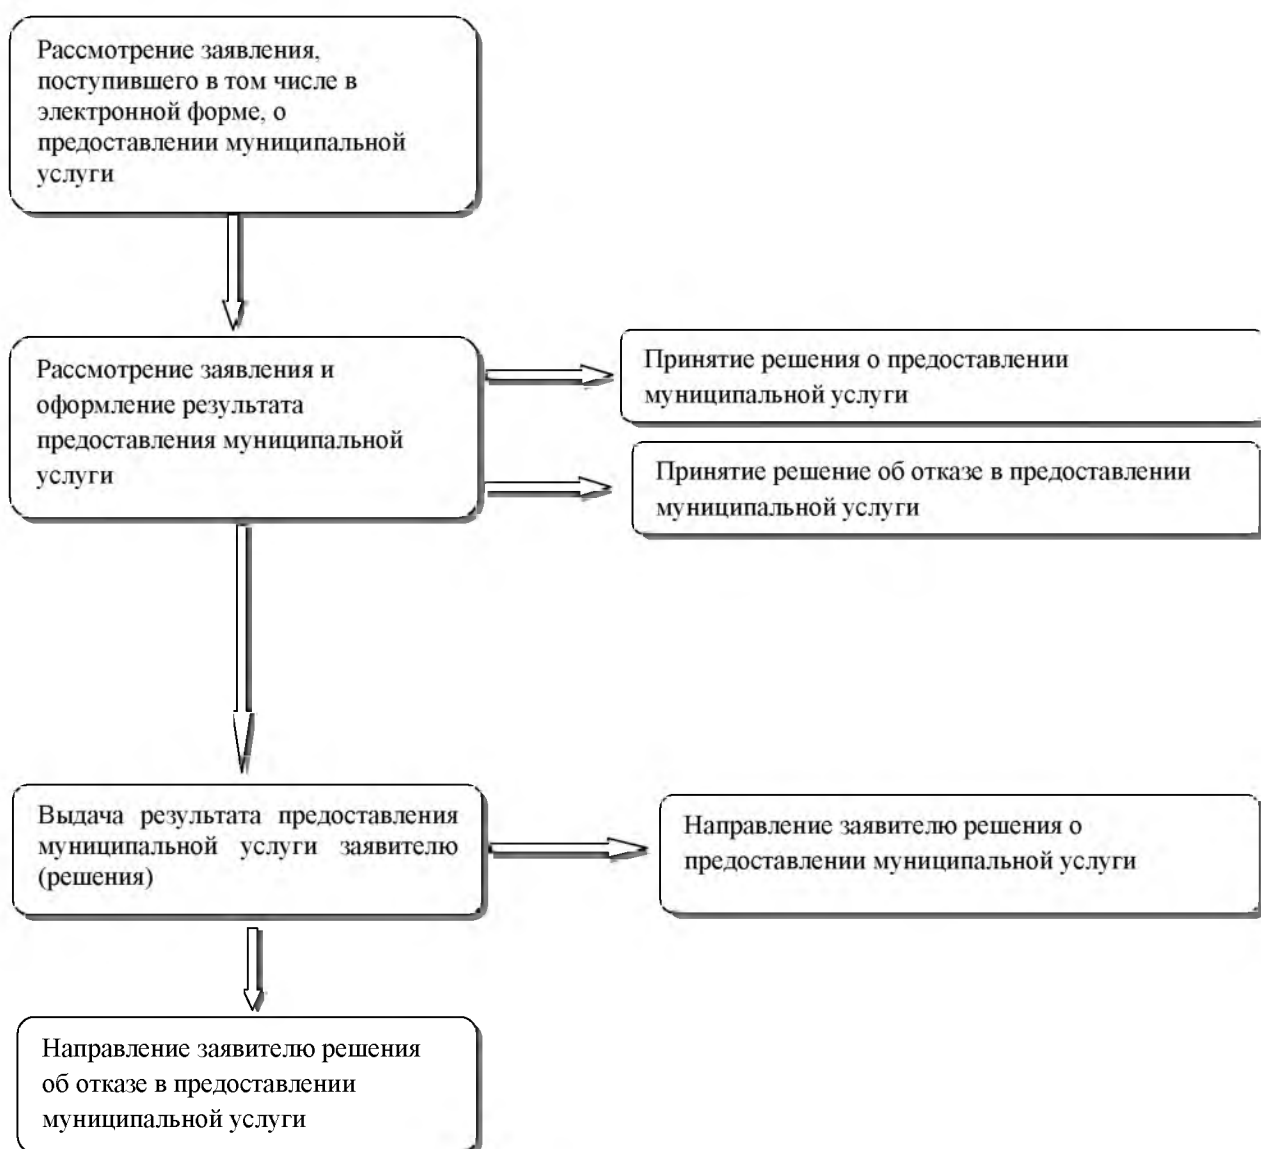 Рассмотрение заявления,
поступившего в том числе в
электронной форме, о
предоставлении муниципальной
услуги
Рассмотрение заявления и
оформление результата
предоставления муниципальной
услуги
Принятие решения о предоставлении
муниципальной услуги
Принятие решение об отказе в предоставлении
муниципальной услуги
Выдача результата предоставления
муниципальной услуги заявителю
(решения)
Направление заявителю решения о
предоставлении муниципальной услуги
Направление заявителю решения
об отказе в предоставлении
муниципальной услуги